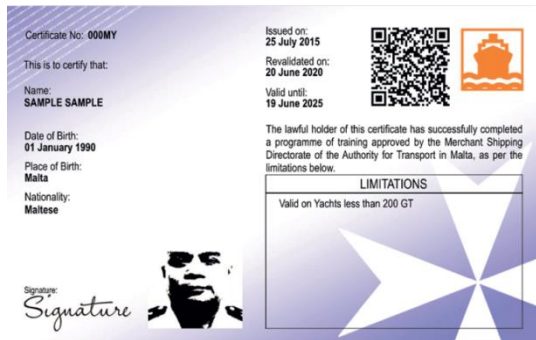 Certificate No: 000MY
This is to certify that:
Name:
SAMPLE SAMPLE
Date of Birth:
01 January 1990
Place of Birth:
Malta
Nationality:
Maltese
Signature:
Signature
Issued on:
25 July 2015
Revalidated on:
20 June 2020
Valid until:
19 June 2025
The lawful holder of this certificate has successfully completed
a programme of training approved by the Merchant Shipping
Directorate of the Authority for Transport in Malta, as per the
limitations below.
LIMITATIONS
Valid on Yachts less than 200 GT